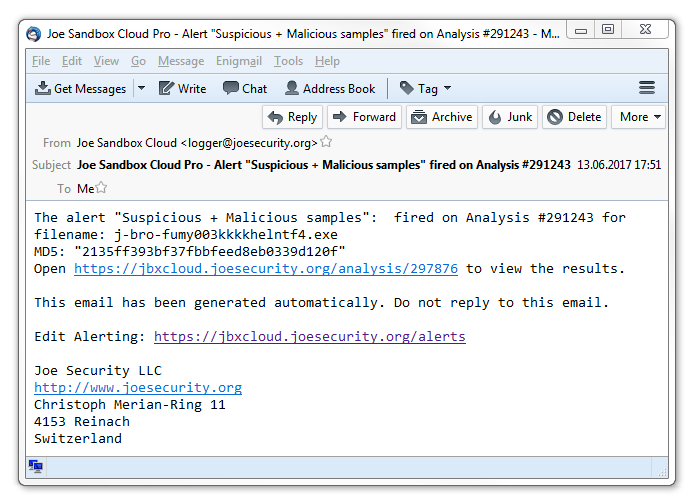 Joe Sandbox Cloud Pro - Alert "Suspicious + Malicious samples" fired on Analysis #291243 - M...
File Edit View Go Message Enigmail Tools Help
Get Messages Write Chat Address Book Tag
Reply Forward Archive Junk Delete More
From Joe Sandbox Cloud <logger@joesecurity.org>
Subject Joe Sandbox Cloud Pro - Alert "Suspicious + Malicious samples" fired on Analysis #291243 13.06.2017 17:51
To Me
The alert "Suspicious + Malicious samples":  fired on Analysis #291243 for
filename: j-bro-fumy003kkkkhelntf4.exe
MD5: "2135ff393bf37fbbfeed8eb0339d120f"
Open https://jbxcloud.joesecurity.org/analysis/297876 to view the results.
This email has been generated automatically. Do not reply to this email.
Edit Alerting: https://jbxcloud.joesecurity.org/alerts
Joe Security LLC
http://www.joesecurity.org
Christoph Merian-Ring 11
4153 Reinach
Switzerland